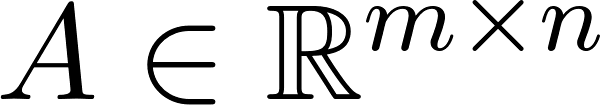 A ∈ ℝ^{m×n}